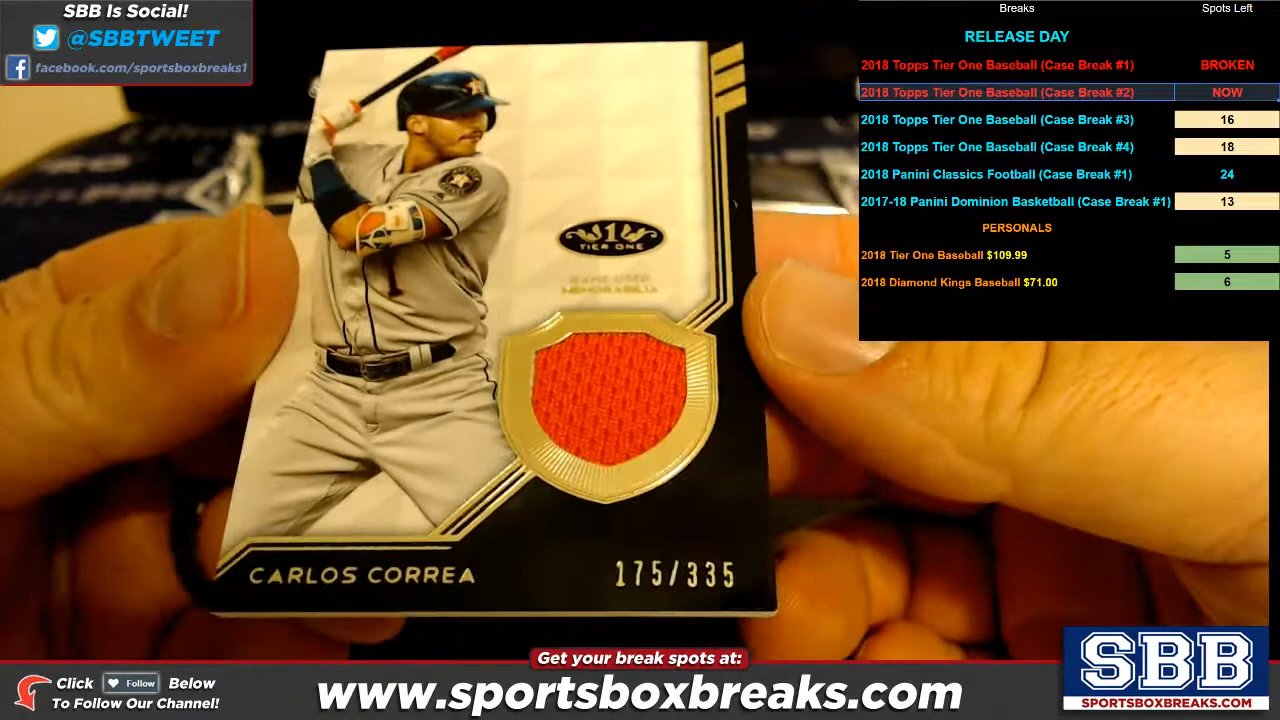 SBB Is Social!
@SBBTWEET
facebook.com/sportsboxbreaks1
Breaks Spots Left
RELEASE DAY
2018 Topps Tier One Baseball (Case Break #1) BROKEN
2018 Topps Tier One Baseball (Case Break #2) NOW
2018 Topps Tier One Baseball (Case Break #3) 16
2018 Topps Tier One Baseball (Case Break #4) 18
2018 Panini Classics Football (Case Break #1) 24
2017-18 Panini Dominion Basketball (Case Break #1) 13
PERSONALS
2018 Tier One Baseball $109.99 5
2018 Diamond Kings Baseball $71.00 6
1
TIER ONE
GAME-USED
MEMORABILIA
1
CARLOS CORREA
175/335
Get your break spots at:
Click Follow Below
To Follow Our Channel!
www.sportsboxbreaks.com
SBB
SPORTSBOXBREAKS.COM